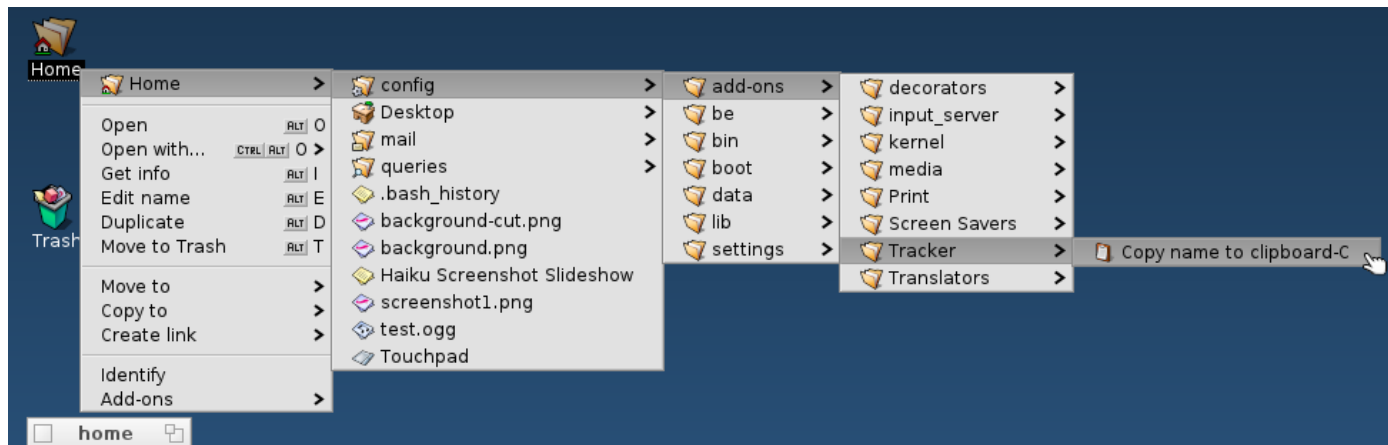 Home
Trash
Home
Open ALT O
Open with... CTRL ALT O
Get info ALT I
Edit name ALT E
Duplicate ALT D
Move to Trash ALT T
Move to
Copy to
Create link
Identify
Add-ons
config
Desktop
mail
queries
.bash_history
background-cut.png
background.png
Haiku Screenshot Slideshow
screenshot1.png
test.ogg
Touchpad
add-ons
be
bin
boot
data
lib
settings
decorators
input_server
kernel
media
Print
Screen Savers
Tracker
Translators
Copy name to clipboard-C
home